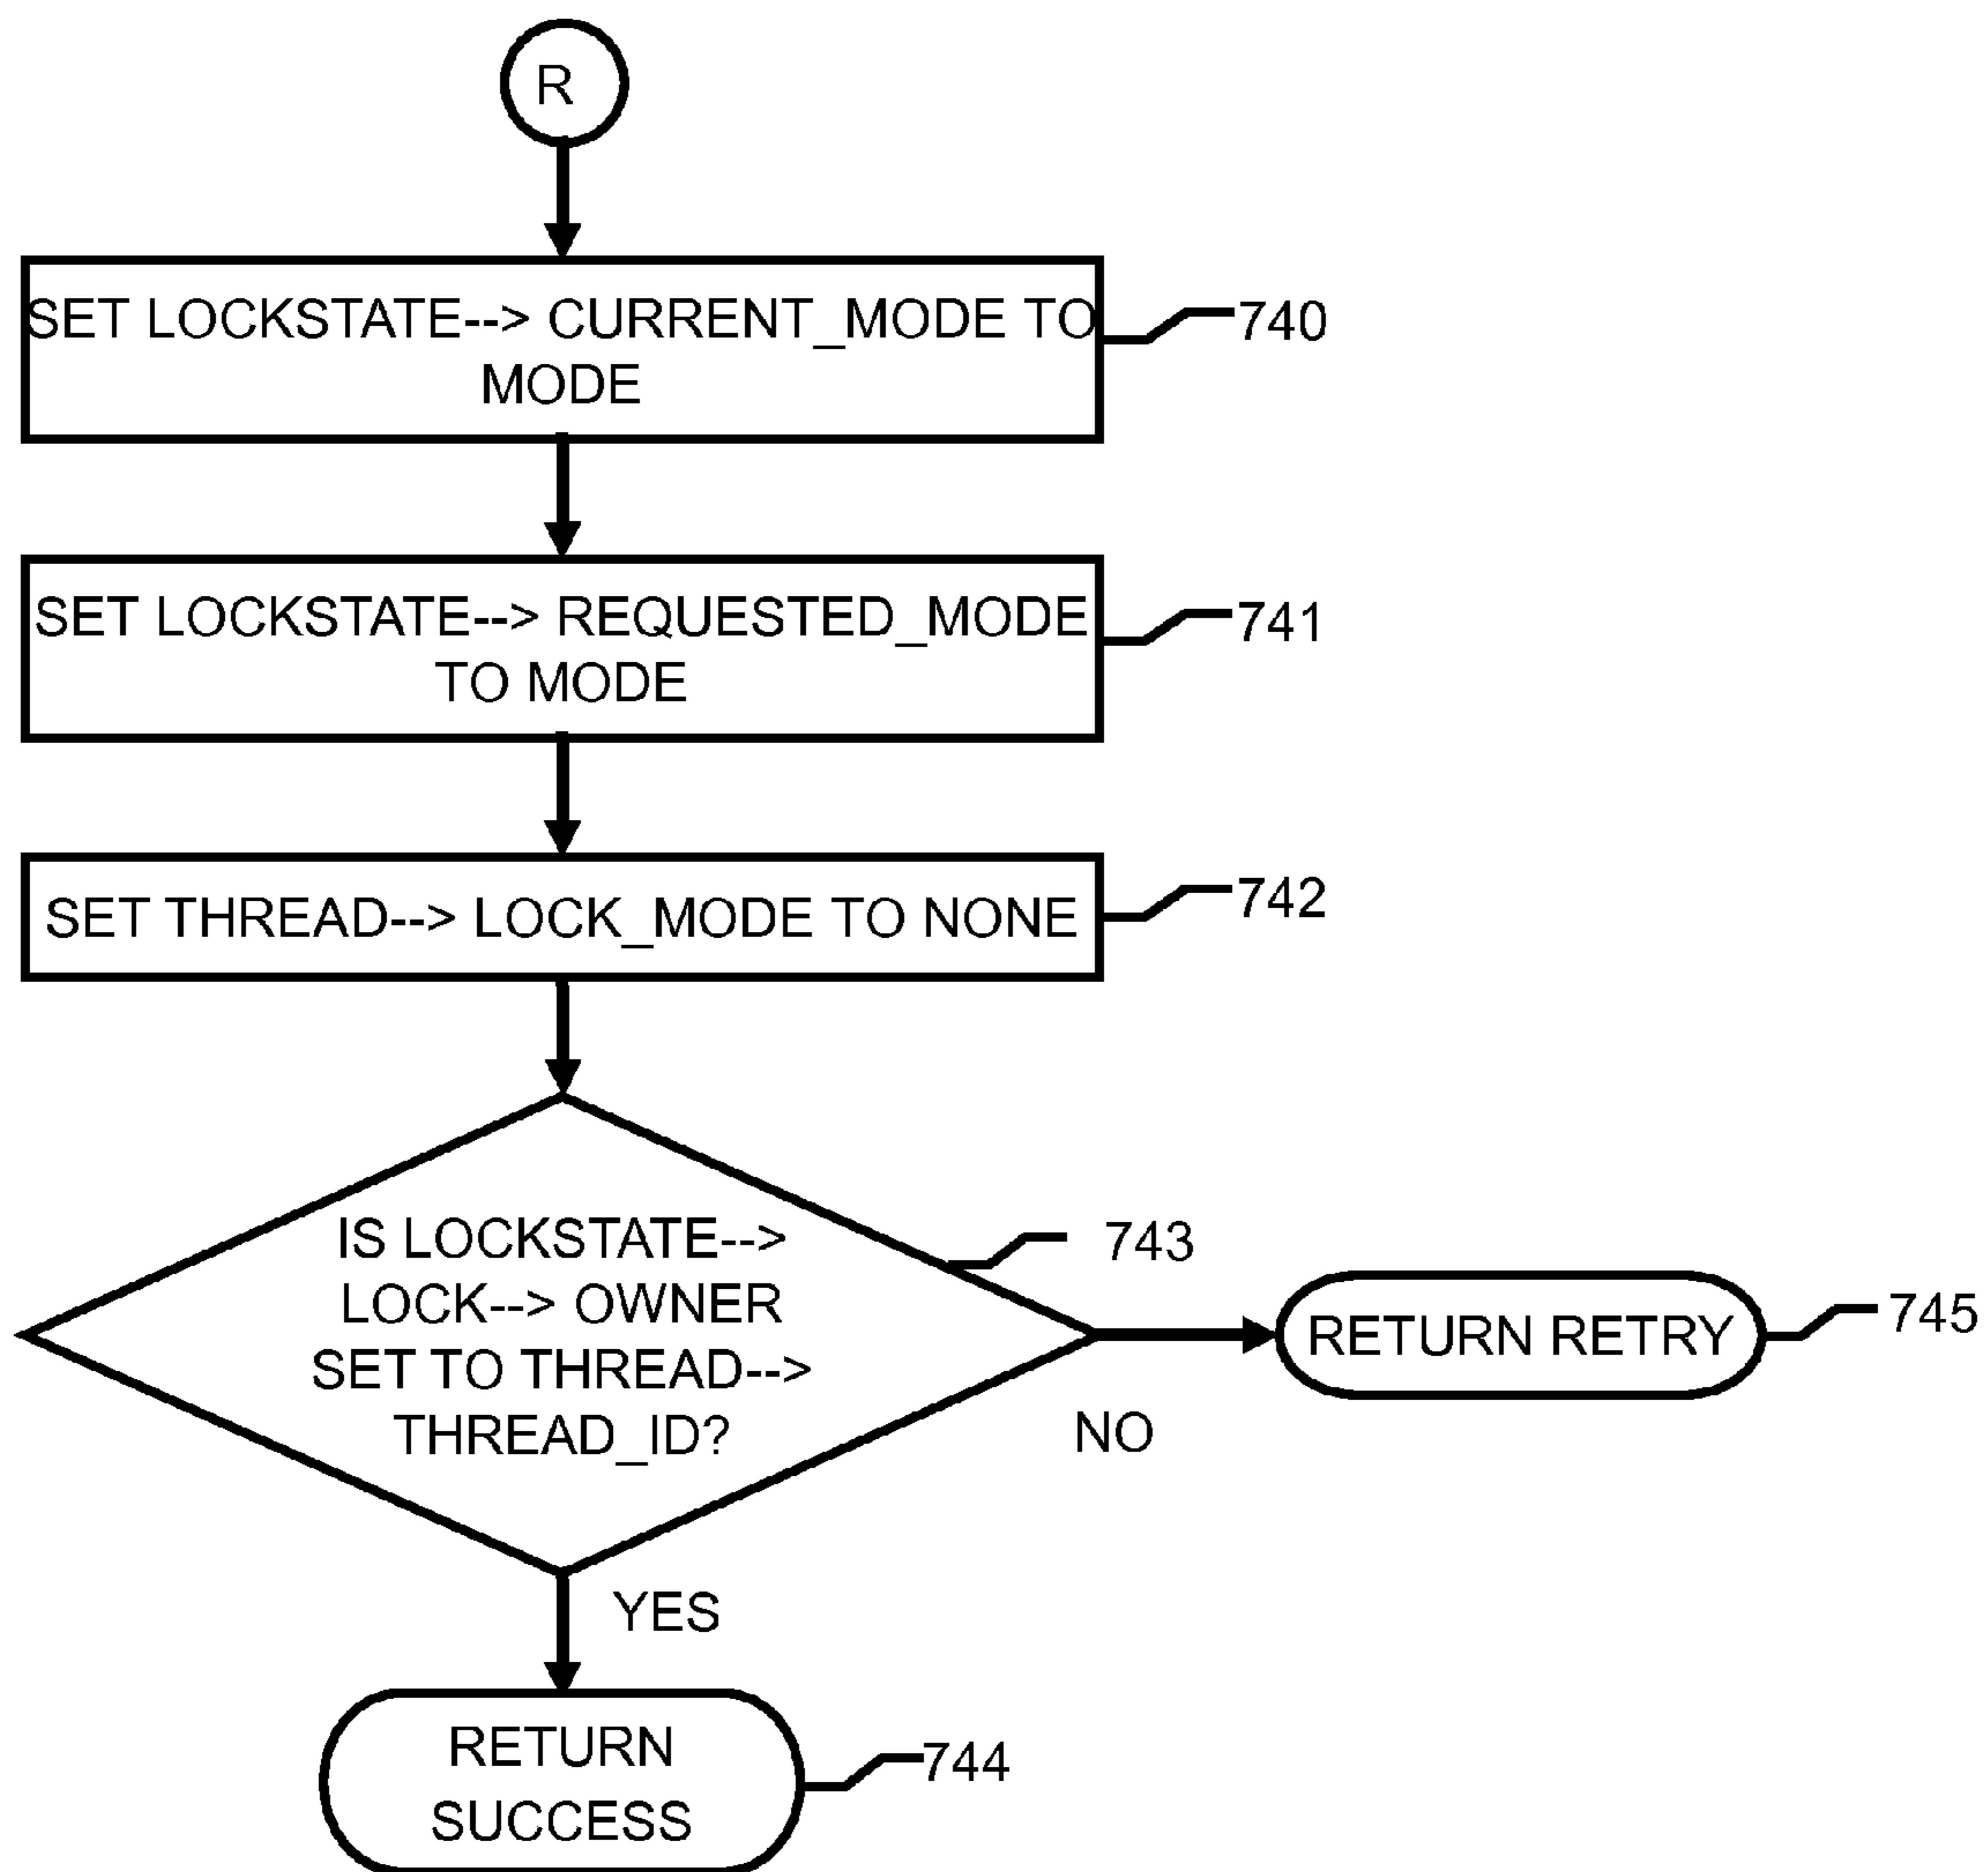 R
SET LOCKSTATE--> CURRENT_MODE TO
MODE
740
SET LOCKSTATE--> REQUESTED_MODE
TO MODE
741
SET THREAD--> LOCK_MODE TO NONE
742
IS LOCKSTATE-->
LOCK--> OWNER
SET TO THREAD-->
THREAD_ID?
743
NO
RETURN RETRY
745
YES
RETURN
SUCCESS
744